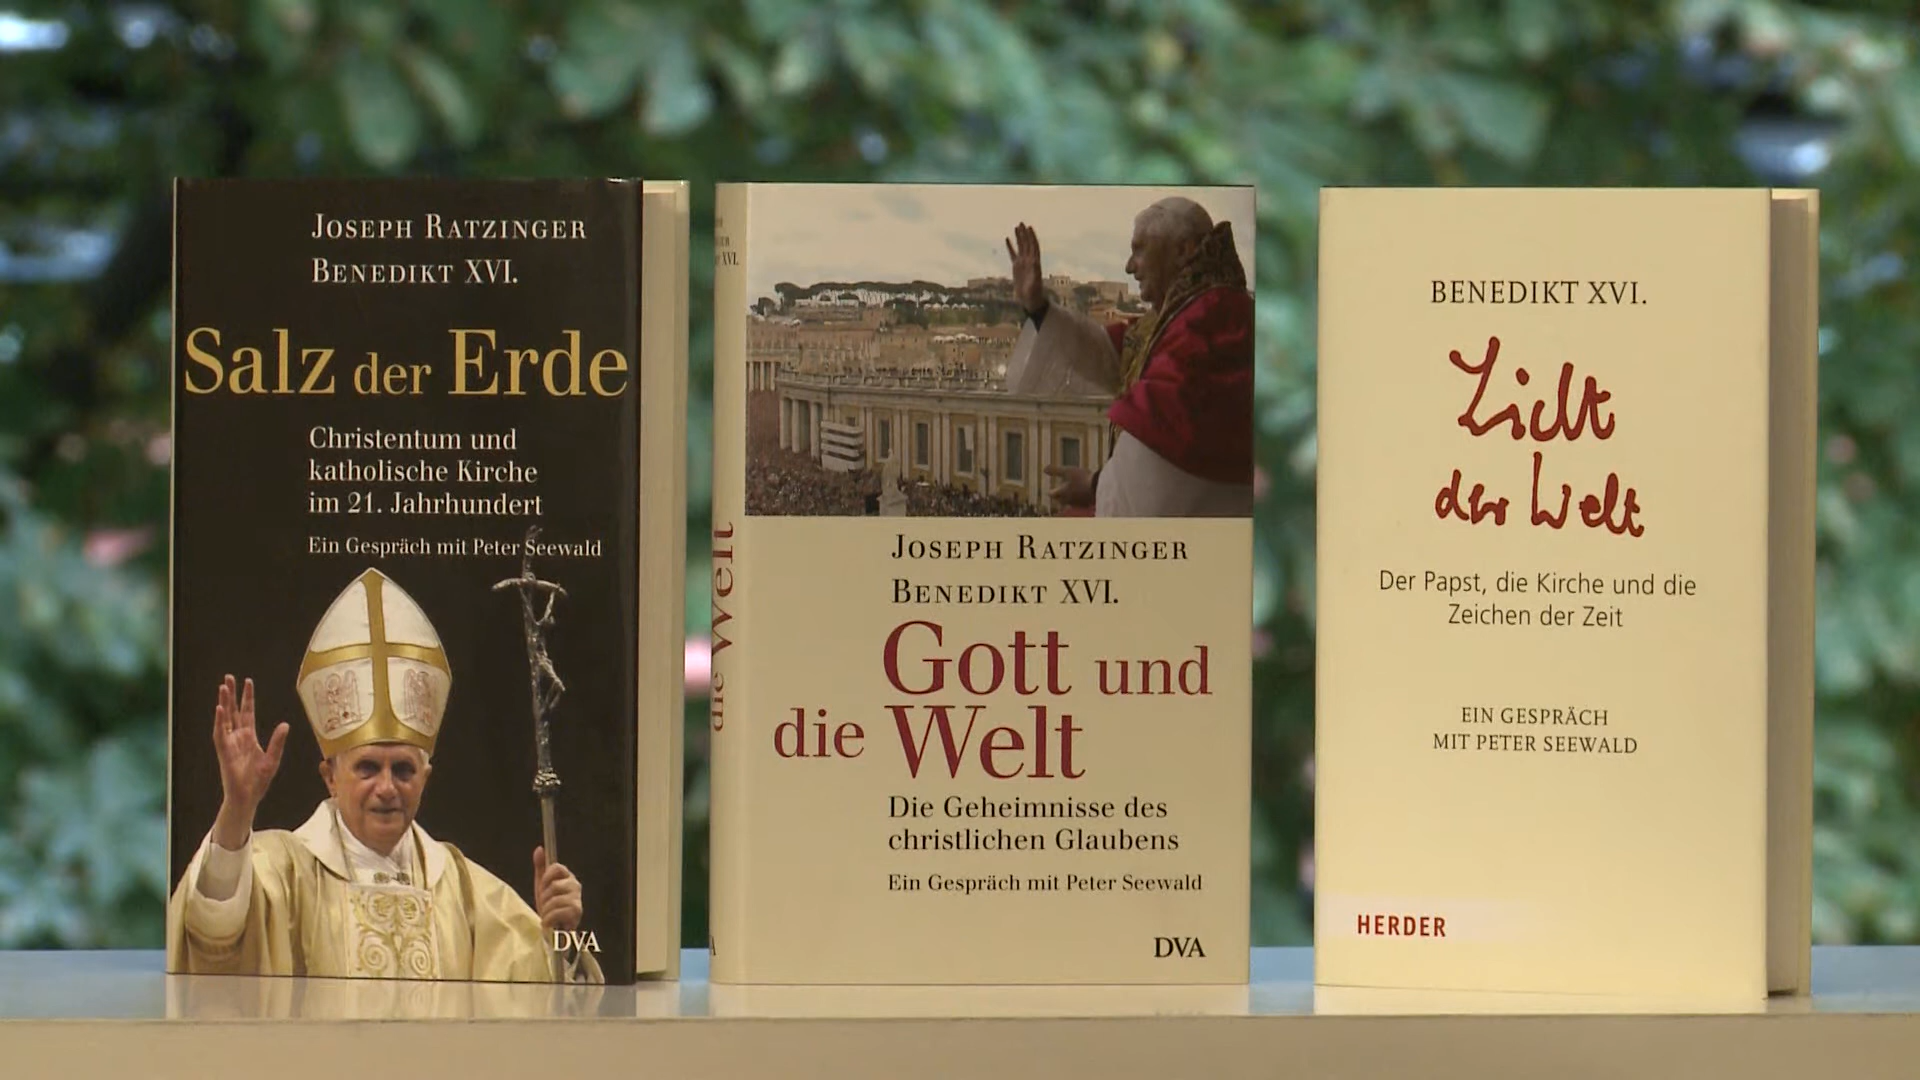 JOSEPH RATZINGER
BENEDIKT XVI.
Salz der Erde
Christentum und
katholische Kirche
im 21. Jahrhundert
Ein Gespräch mit Peter Seewald
DVA
XVI.
die Welt
JOSEPH RATZINGER
BENEDIKT XVI.
Gott und
die Welt
Die Geheimnisse des
christlichen Glaubens
Ein Gespräch mit Peter Seewald
DVA
BENEDIKT XVI.
Licht
der Welt
Der Papst, die Kirche und die
Zeichen der Zeit
EIN GESPRÄCH
MIT PETER SEEWALD
HERDER